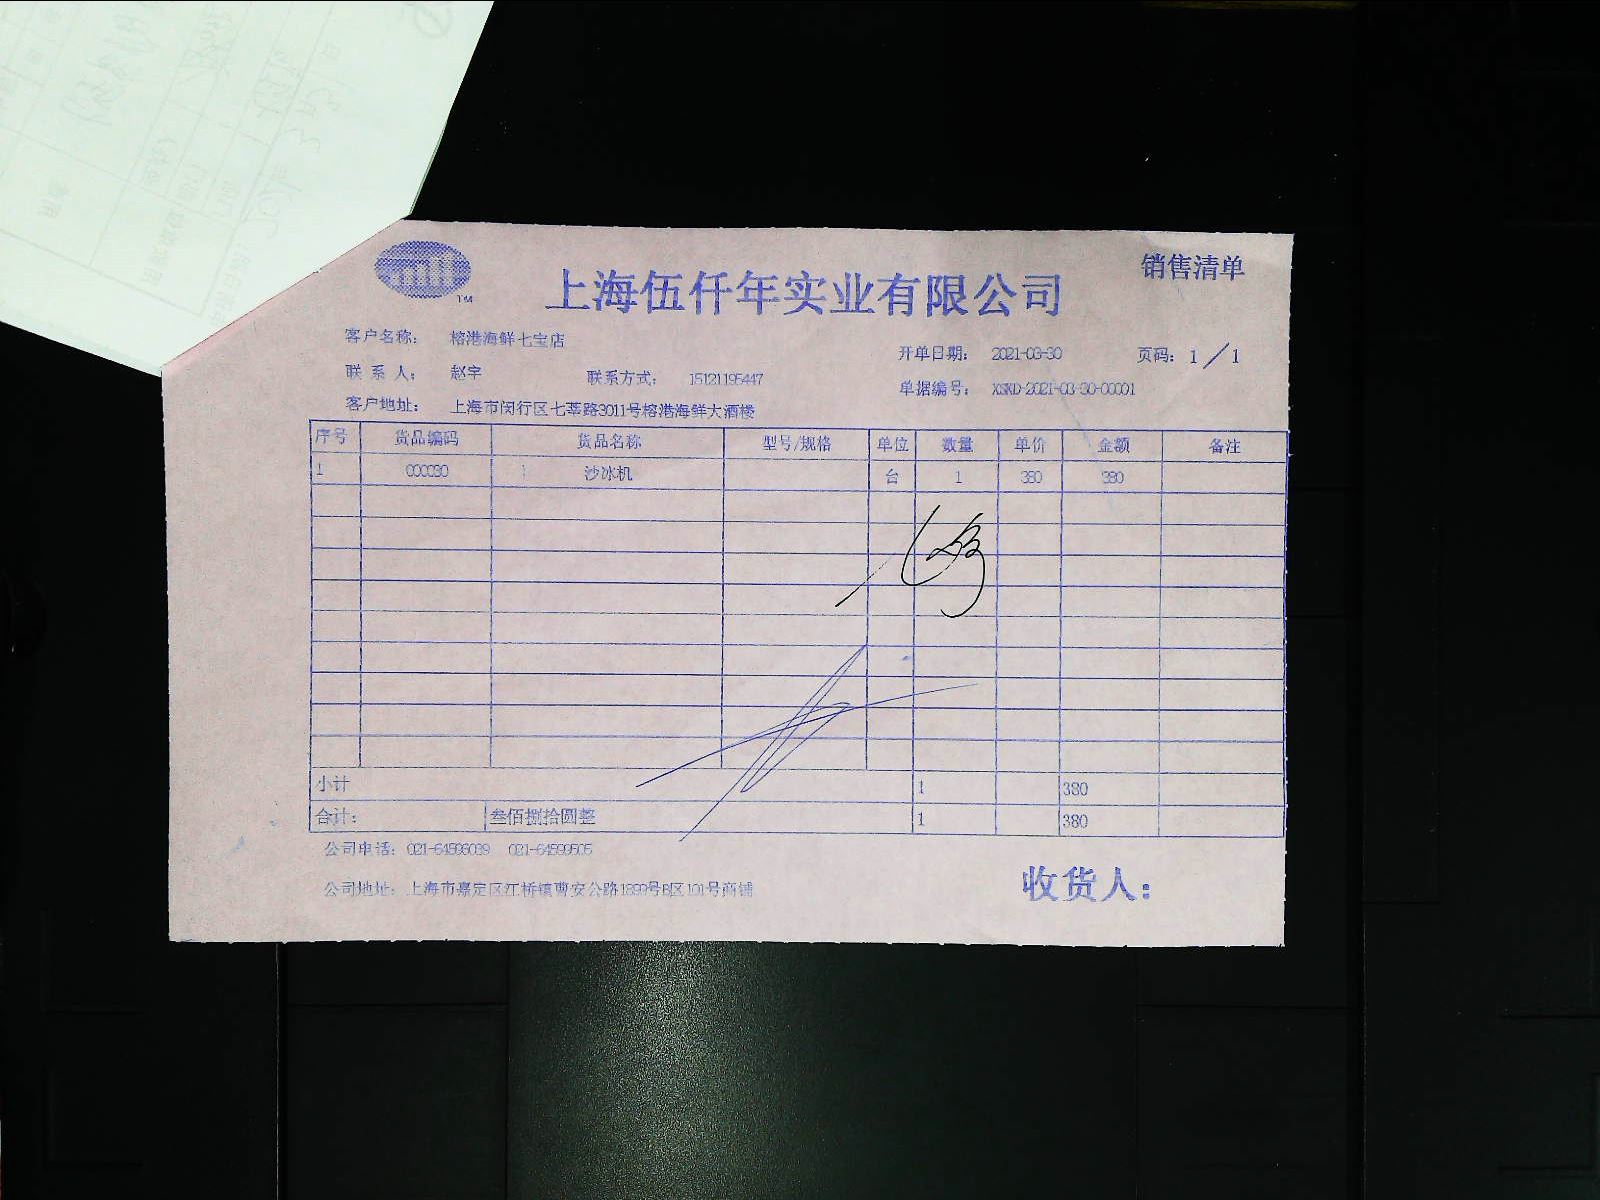 销售清单
上海伍仟年实业有限公司
TM
客户名称: 榕港海鲜七宝店
开单日期: 2021-03-30 页码: 1/1
联系人: 赵宇 联系方式: 15121195447
单据编号: XSKD-2021-03-30-00001
客户地址: 上海市闵行区七莘路3011号榕港海鲜大酒楼
序号 货品编码 货品名称 型号/规格 单位 数量 单价 金额 备注
1 000030 沙冰机 台 1 380 380
小计 1 380
合计: 叁佰捌拾圆整 1 380
公司电话: 021-64596039 021-64599505
公司地址: 上海市嘉定区江桥镇曹安公路1899号B区101号商铺
收货人: